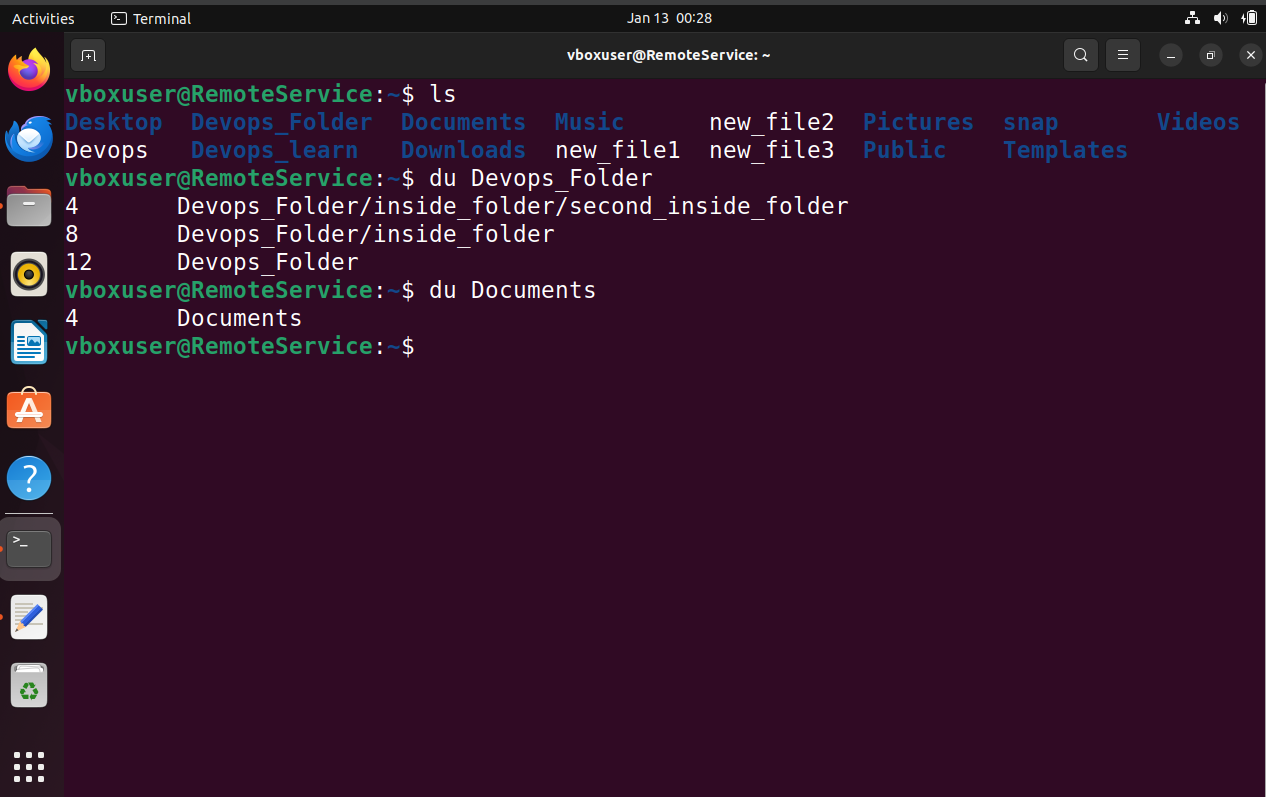 Activities Terminal Jan 13 00:28
vboxuser@RemoteService: ~
vboxuser@RemoteService:~$ ls
Desktop Devops_Folder Documents Music new_file2 Pictures snap Videos
Devops Devops_learn Downloads new_file1 new_file3 Public Templates
vboxuser@RemoteService:~$ du Devops_Folder
4 Devops_Folder/inside_folder/second_inside_folder
8 Devops_Folder/inside_folder
12 Devops_Folder
vboxuser@RemoteService:~$ du Documents
4 Documents
vboxuser@RemoteService:~$